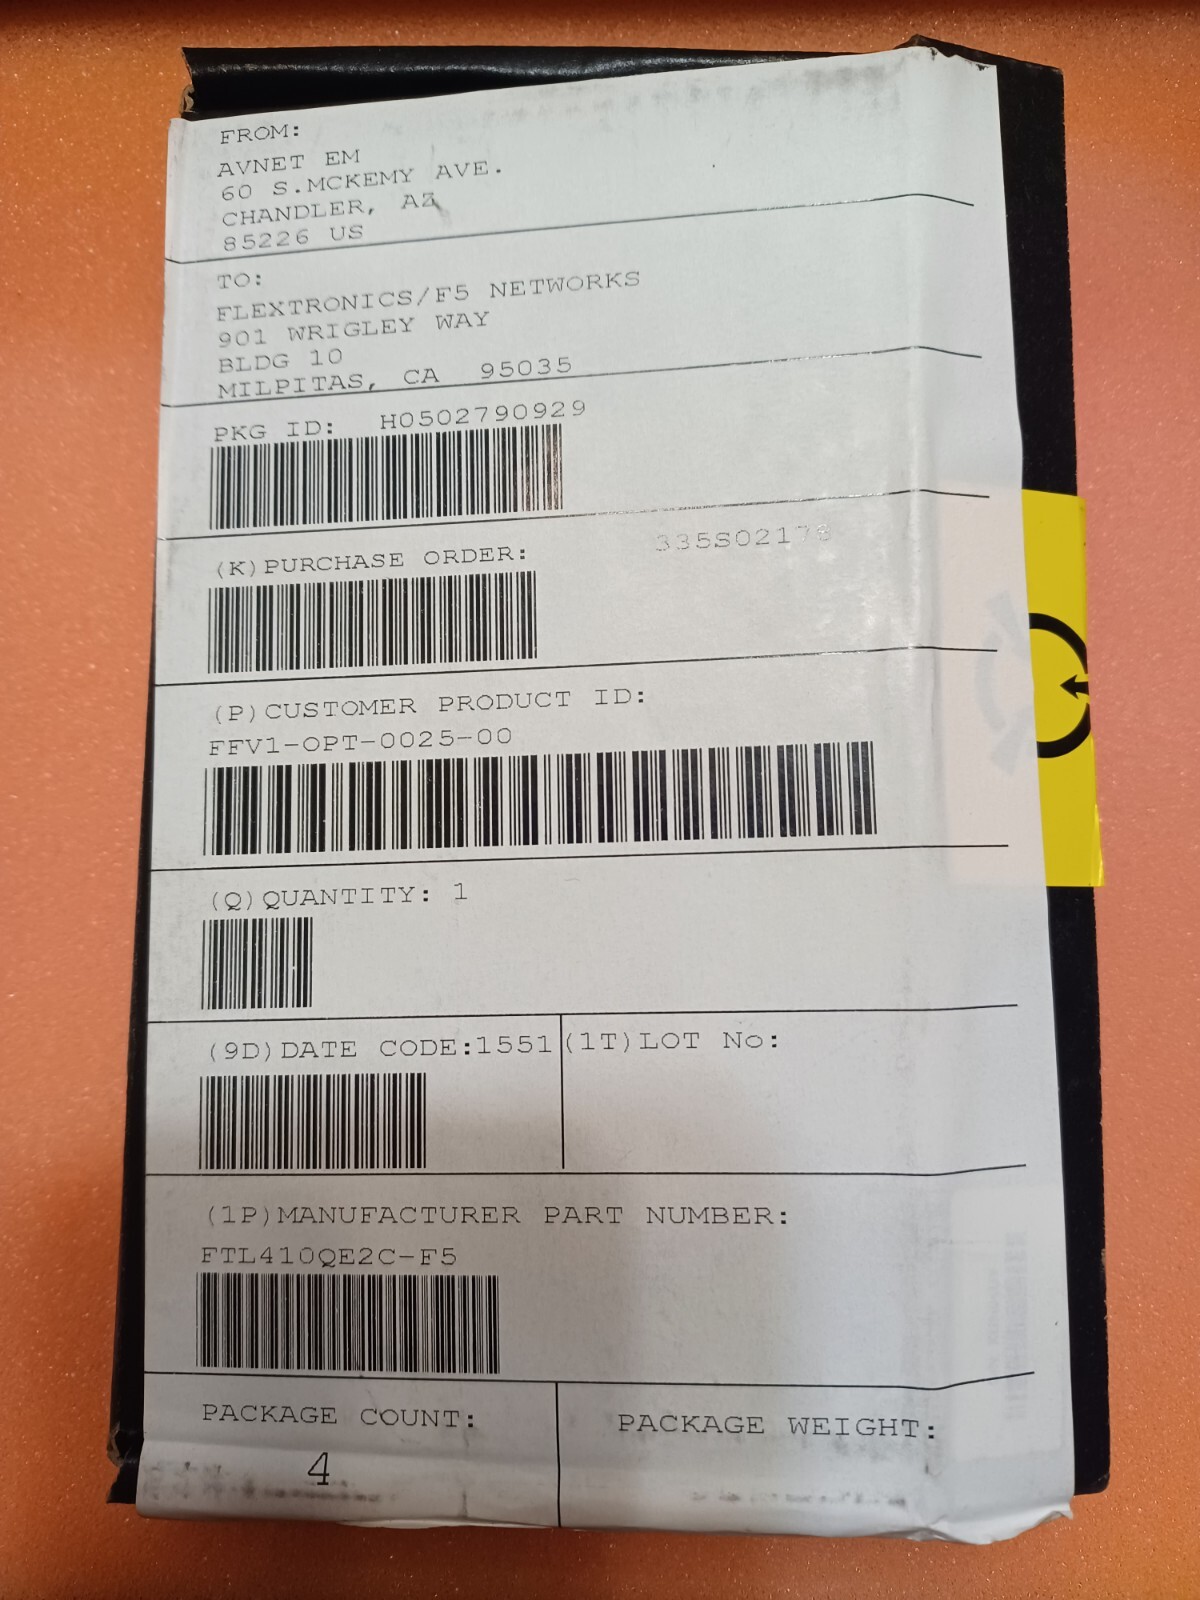 FROM:
AVNET EM
60 S.MCKEMY AVE.
CHANDLER, AZ
85226 US
TO:
FLEXTRONICS/F5 NETWORKS
901 WRIGLEY WAY
BLDG 10
MILPITAS, CA 95035
PKG ID: H0502790929
(K)PURCHASE ORDER:
(P)CUSTOMER PRODUCT ID:
FFV1-OPT-0025-00
(Q)QUANTITY: 1
(9D)DATE CODE:1551
(1T)LOT No:
(1P)MANUFACTURER PART NUMBER:
FTL410QE2C-F5
PACKAGE COUNT:
4
PACKAGE WEIGHT: